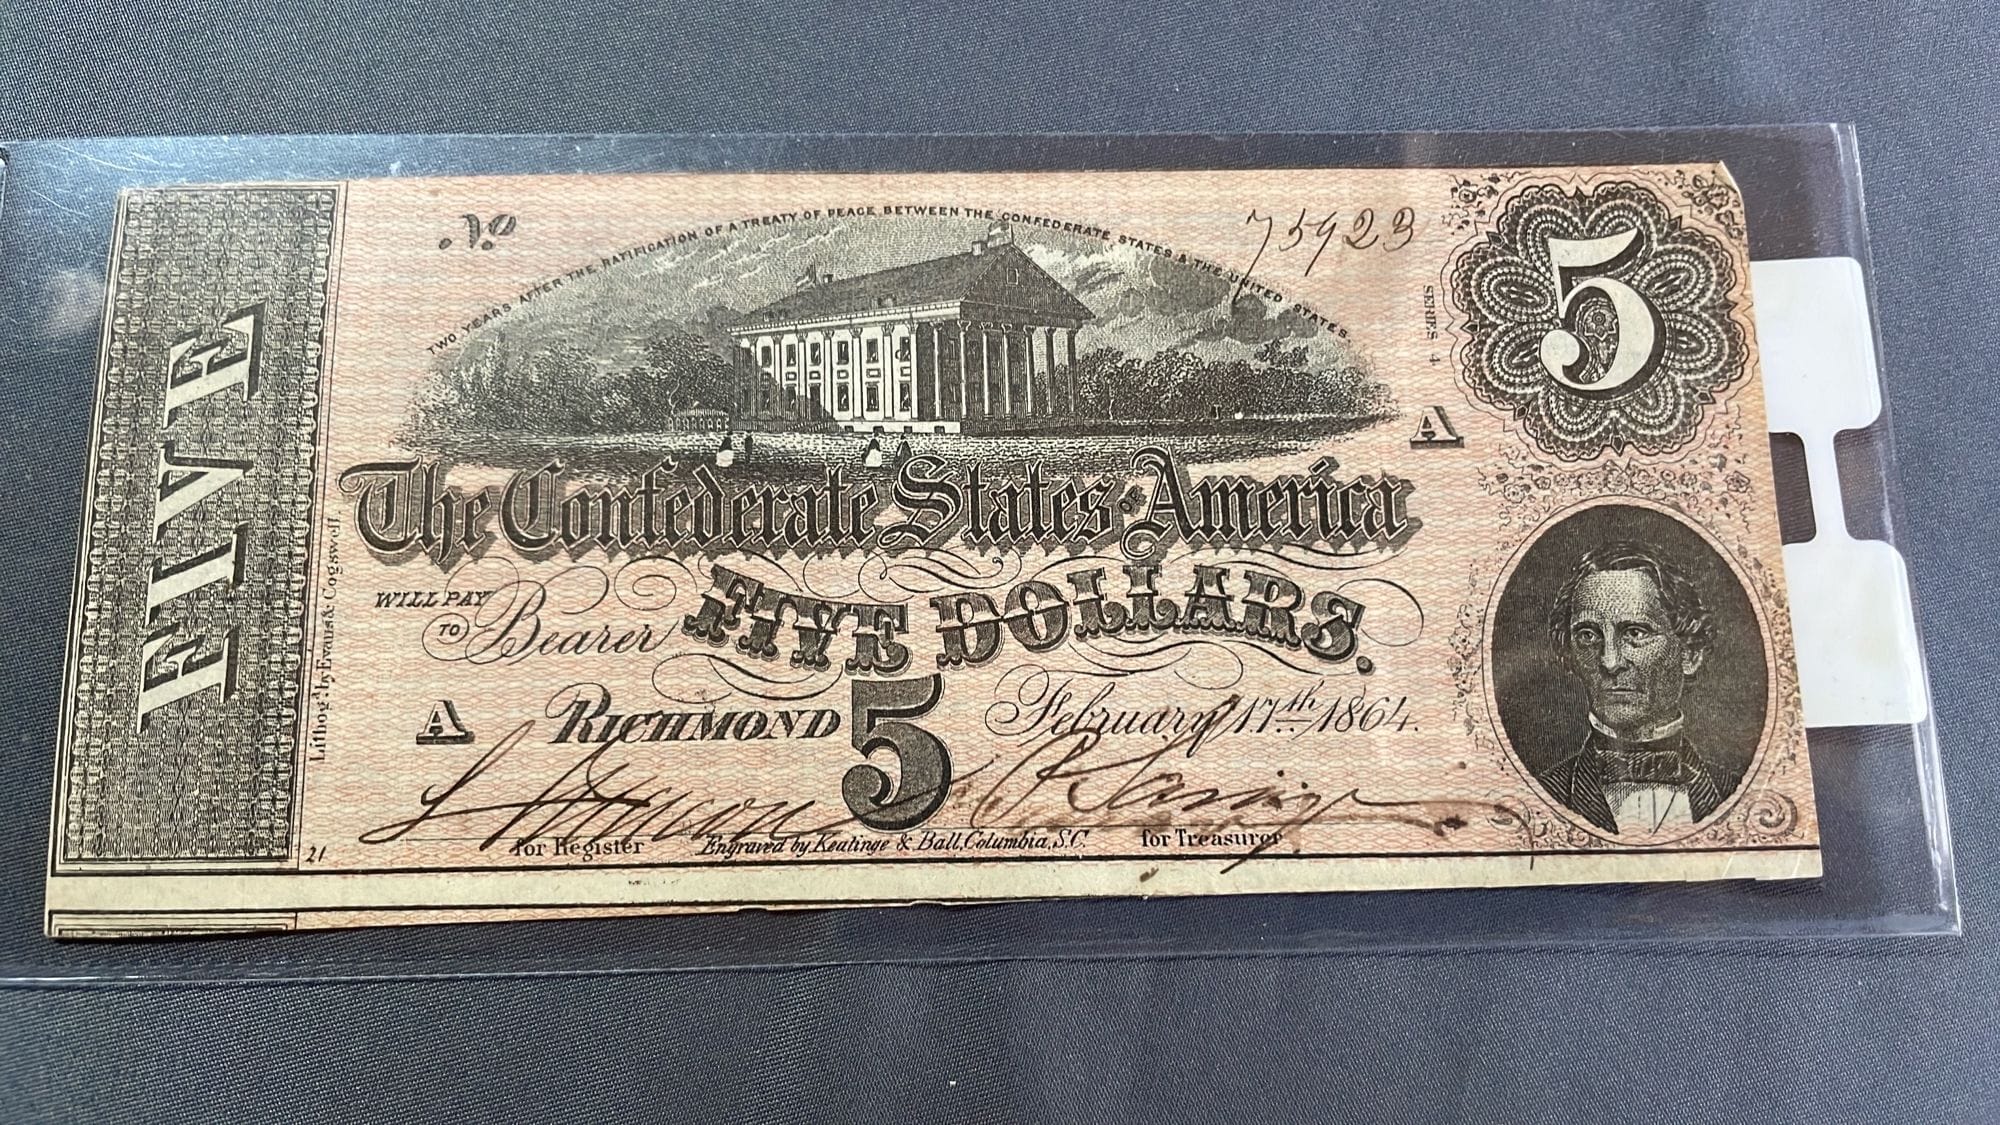 No
75923
TWO YEARS AFTER THE RATIFICATION OF A TREATY OF PEACE BETWEEN THE CONFEDERATE STATES & THE UNITED STATES
5
SERIES 4
A
FIVE
The Confederate States America
WILL PAY
TO Bearer FIVE DOLLARS.
Lithog'd by Evans & Cogswell
A RICHMOND 5 February 17th 1864.
21
for Register
Engraved by Keatinge & Ball, Columbia, S.C.
for Treasurer